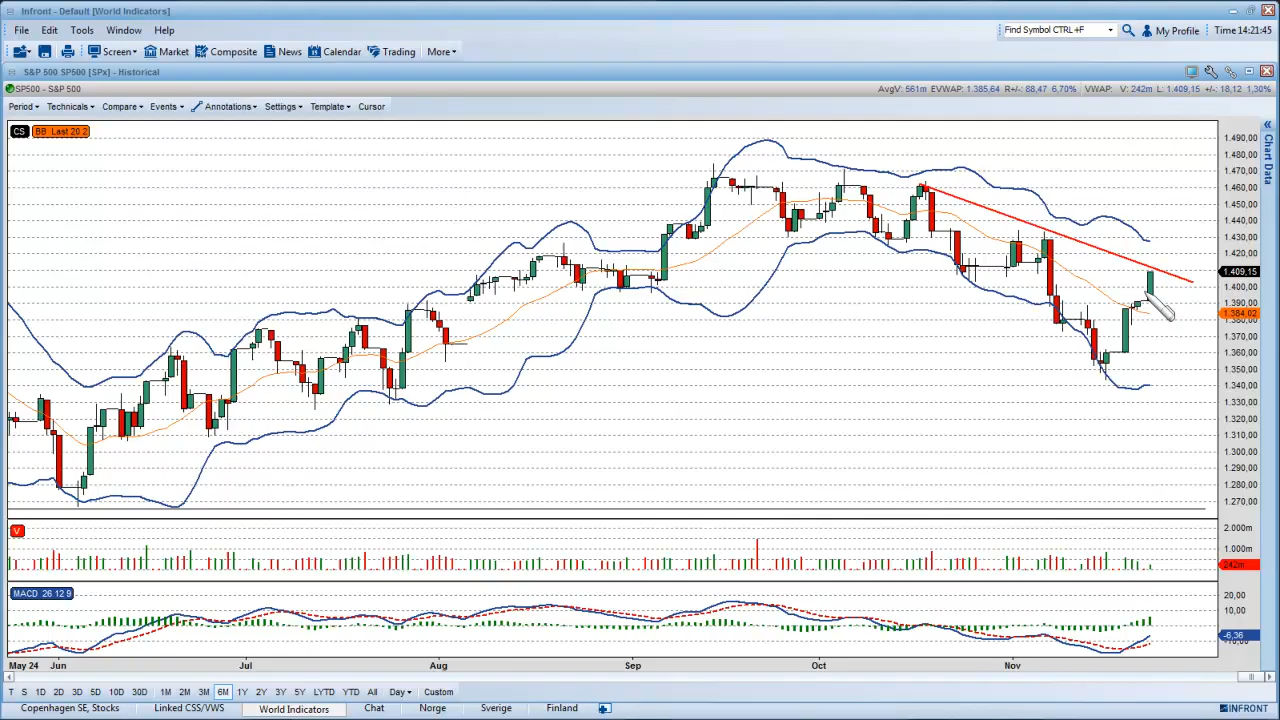 Infront - Default [World Indicators]
File Edit Tools Window Help
Find Symbol CTRL+F My Profile Time 14:21:45
Screen Market Composite News Calendar Trading More
S&P 500 SP500 [SPx] - Historical
SP500 - S&P 500 AvgV: 561m EVWAP: 1.385,64 R+/-: 88,47 6,70% VWAP: V: 242m L: 1.409,15 +/-: 18,12 1,30%
Period Technicals Compare Events Annotations Settings Template Cursor
CS BB Last 20.2
Chart Data
1.490,00
1.480,00
1.470,00
1.460,00
1.450,00
1.440,00
1.430,00
1.420,00
1.409,15
1.400,00
1.390,00
1.384,02
1.380,00
1.370,00
1.360,00
1.350,00
1.340,00
1.330,00
1.320,00
1.310,00
1.300,00
1.290,00
1.280,00
1.270,00
V
2.000m
1.000m
242m
MACD 26 12 9
20,00
10,00
-6,36
May 24 Jun Jul Aug Sep Oct Nov
T S 1D 2D 3D 5D 10D 30D 1M 2M 3M 6M 1Y 2Y 3Y 5Y LYTD YTD All Day Custom
Copenhagen SE, Stocks Linked CSS/VWS World Indicators Chat Norge Sverige Finland INFRONT